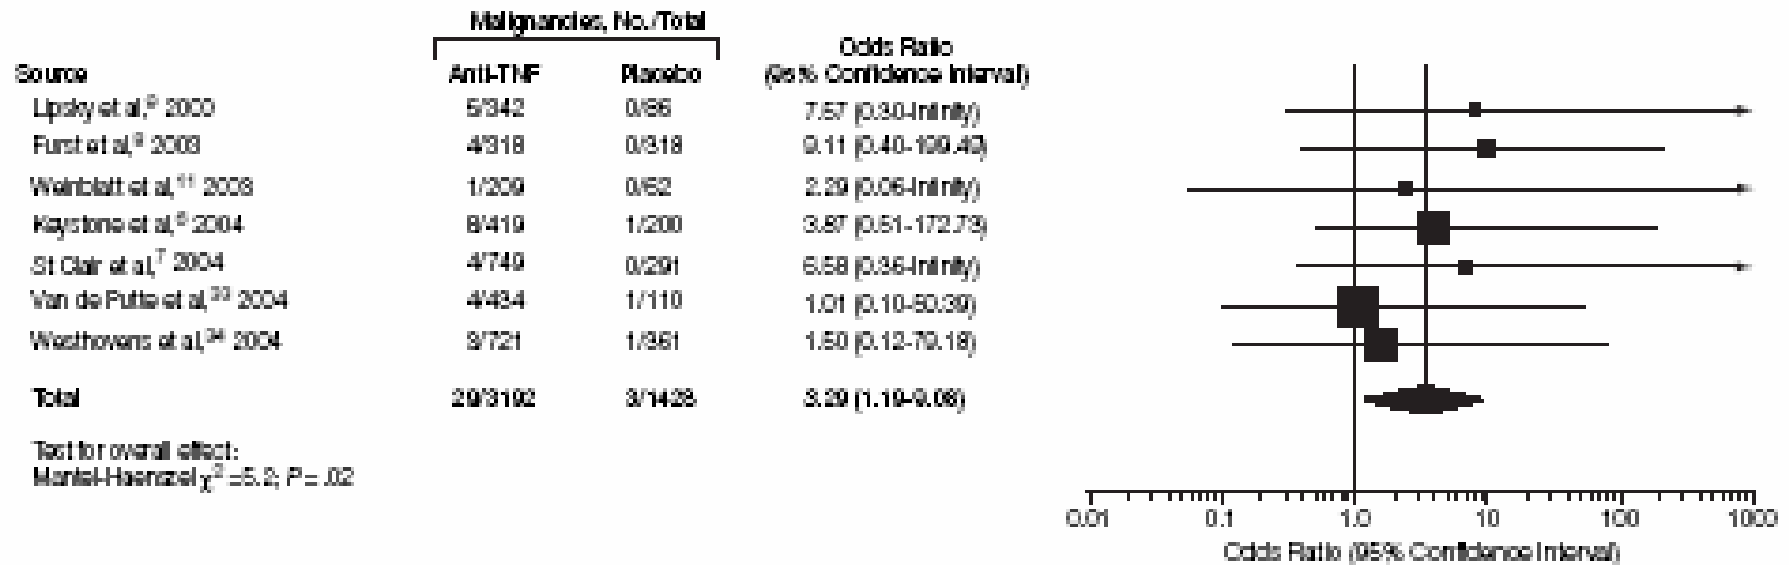 Malignancies, No./Total
Odds Ratio
Source Anti-TNF Placebo (95% Confidence Interval)
Lipsky et al, 2000 5/342 0/86 (0.30-Infinity)
Furst et al,⁹ 2003 4/318 0/318 9.11 (0.40-199.49)
Weinblatt et al,¹¹ 2003 1/209 0/62 2.29 (0.06-Infinity)
Keystone et al,⁶ 2004 8/419 1/200 3.87 (0.51-172.73)
St Clair et al,⁷ 2004 4/749 0/291 (0.36-Infinity)
Van de Putte et al,³³ 2004 4/434 1/110 1.01 (0.10-50.39)
Westhovens et al,³⁴ 2004 3/721 1/361 1.50 (0.12-79.18)
Total 29/3192 3/1428 3.29 (1.19-9.08)
Test for overall effect:
Mantel-Haenszel χ²=5.2; P=.02
0.01 0.1 1.0 10 100 1000
Odds Ratio (95% Confidence Interval)